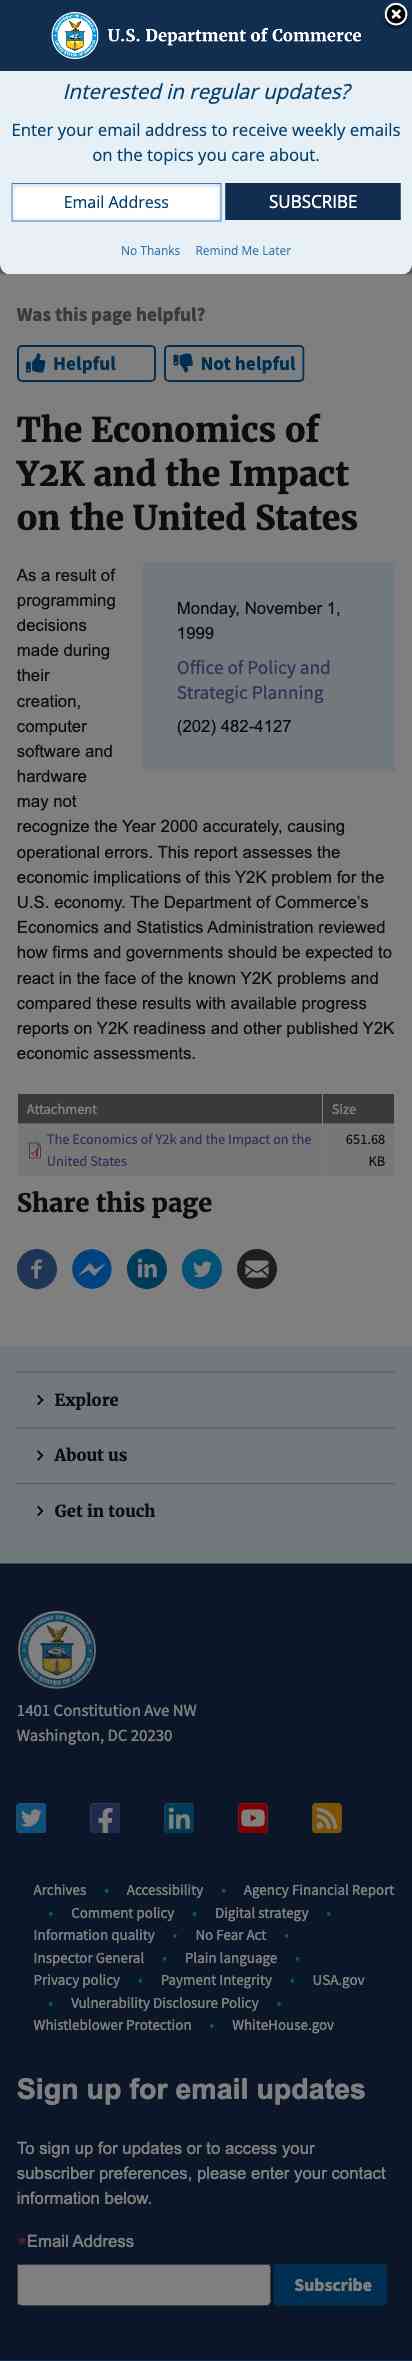 U.S. Department of Commerce
Interested in regular updates?
Enter your email address to receive weekly emails
on the topics you care about.
Email Address
SUBSCRIBE
No Thanks Remind Me Later
Was this page helpful?
Helpful
Not helpful
The Economics of
Y2K and the Impact
on the United States
Monday, November 1,
1999
Office of Policy and
Strategic Planning
(202) 482-4127
As a result of
programming
decisions
made during
their
creation,
computer
software and
hardware
may not
recognize the Year 2000 accurately, causing
operational errors. This report assesses the
economic implications of this Y2K problem for the
U.S. economy. The Department of Commerce's
Economics and Statistics Administration reviewed
how firms and governments should be expected to
react in the face of the known Y2K problems and
compared these results with available progress
reports on Y2K readiness and other published Y2K
economic assessments.
Attachment Size
The Economics of Y2k and the Impact on the
United States
651.68
KB
Share this page
Explore
About us
Get in touch
1401 Constitution Ave NW
Washington, DC 20230
Archives • Accessibility • Agency Financial Report
• Comment policy • Digital strategy •
Information quality • No Fear Act •
Inspector General • Plain language •
Privacy policy • Payment Integrity • USA.gov
• Vulnerability Disclosure Policy •
Whistleblower Protection • WhiteHouse.gov
Sign up for email updates
To sign up for updates or to access your
subscriber preferences, please enter your contact
information below.
*Email Address
Subscribe